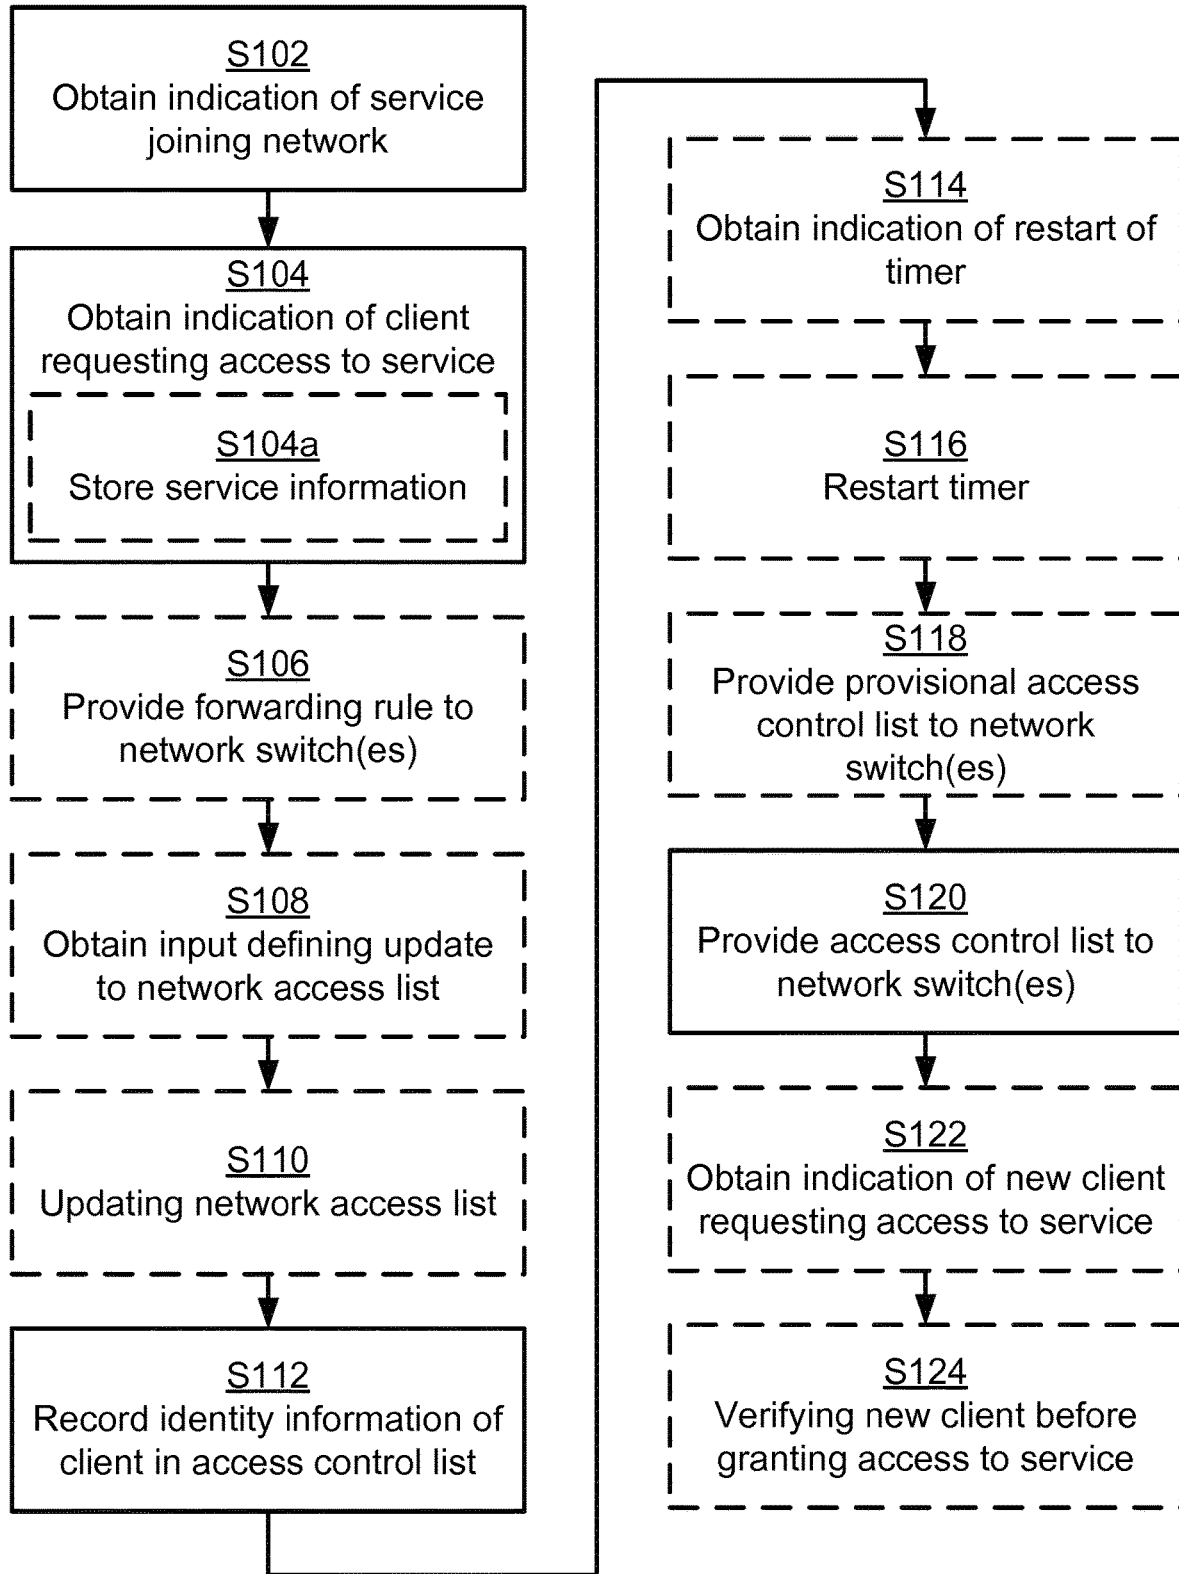 S102
Obtain indication of service
joining network
S104
Obtain indication of client
requesting access to service
S104a
Store service information
S106
Provide forwarding rule to
network switch(es)
S108
Obtain input defining update
to network access list
S110
Updating network access list
S112
Record identity information of
client in access control list
S114
Obtain indication of restart of
timer
S116
Restart timer
S118
Provide provisional access
control list to network
switch(es)
S120
Provide access control list to
network switch(es)
S122
Obtain indication of new client
requesting access to service
S124
Verifying new client before
granting access to service